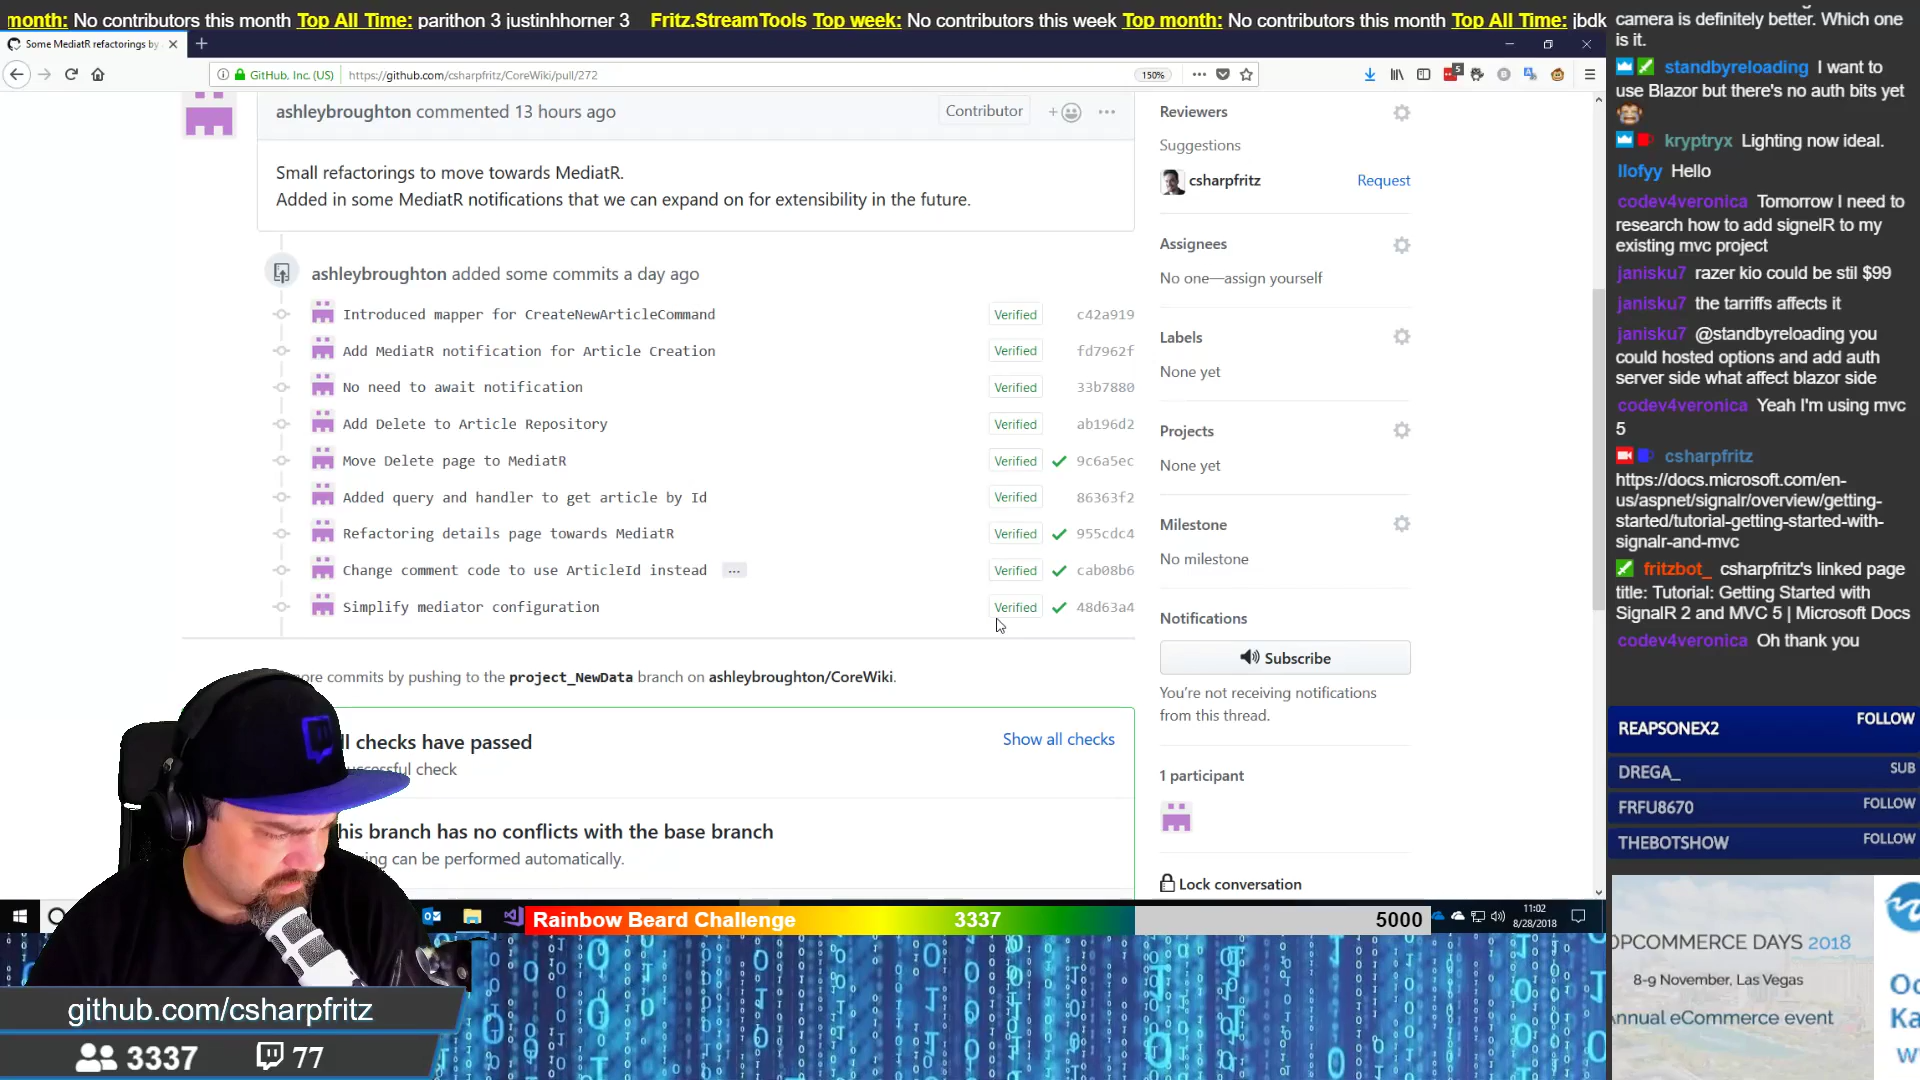 month: No contributors this month Top All Time: parithon 3 justinhhorner 3 Fritz.StreamTools Top week: No contributors this week Top month: No contributors this month Top All Time: jbdk
Some MediatR refactorings by
GitHub, Inc. (US)
https://github.com/csharpfritz/CoreWiki/pull/272
150%
5
ashleybroughton commented 13 hours ago
Contributor
Small refactorings to move towards MediatR.
Added in some MediatR notifications that we can expand on for extensibility in the future.
ashleybroughton added some commits a day ago
Introduced mapper for CreateNewArticleCommand Verified c42a919
Add MediatR notification for Article Creation Verified fd7962f
No need to await notification Verified 33b7880
Add Delete to Article Repository Verified ab196d2
Move Delete page to MediatR Verified 9c6a5ec
Added query and handler to get article by Id Verified 86363f2
Refactoring details page towards MediatR Verified 955cdc4
Change comment code to use ArticleId instead ... Verified cab08b6
Simplify mediator configuration Verified 48d63a4
ore commits by pushing to the project_NewData branch on ashleybroughton/CoreWiki.
ll checks have passed
Show all checks
uccessful check
his branch has no conflicts with the base branch
ging can be performed automatically.
Reviewers
Suggestions
csharpfritz Request
Assignees
No one—assign yourself
Labels
None yet
Projects
None yet
Milestone
No milestone
Notifications
Subscribe
You're not receiving notifications
from this thread.
1 participant
Lock conversation
camera is definitely better. Which one
is it.
standbyreloading I want to
use Blazor but there's no auth bits yet
kryptryx Lighting now ideal.
llofyy Hello
codev4veronica Tomorrow I need to
research how to add signelR to my
existing mvc project
janisku7 razer kio could be stil $99
janisku7 the tarriffs affects it
janisku7 @standbyreloading you
could hosted options and add auth
server side what affect blazor side
codev4veronica Yeah I'm using mvc
5
csharpfritz
https://docs.microsoft.com/en-
us/aspnet/signalr/overview/getting-
started/tutorial-getting-started-with-
signalr-and-mvc
fritzbot_ csharpfritz's linked page
title: Tutorial: Getting Started with
SignalR 2 and MVC 5 | Microsoft Docs
codev4veronica Oh thank you
REAPSONEX2 FOLLOW
DREGA_ SUB
FRFU8670 FOLLOW
THEBOTSHOW FOLLOW
Rainbow Beard Challenge 3337 5000
11:02
8/28/2018
github.com/csharpfritz
3337 77
OPCOMMERCE DAYS 2018
8-9 November, Las Vegas
nnual eCommerce event
Oc
Ka
w